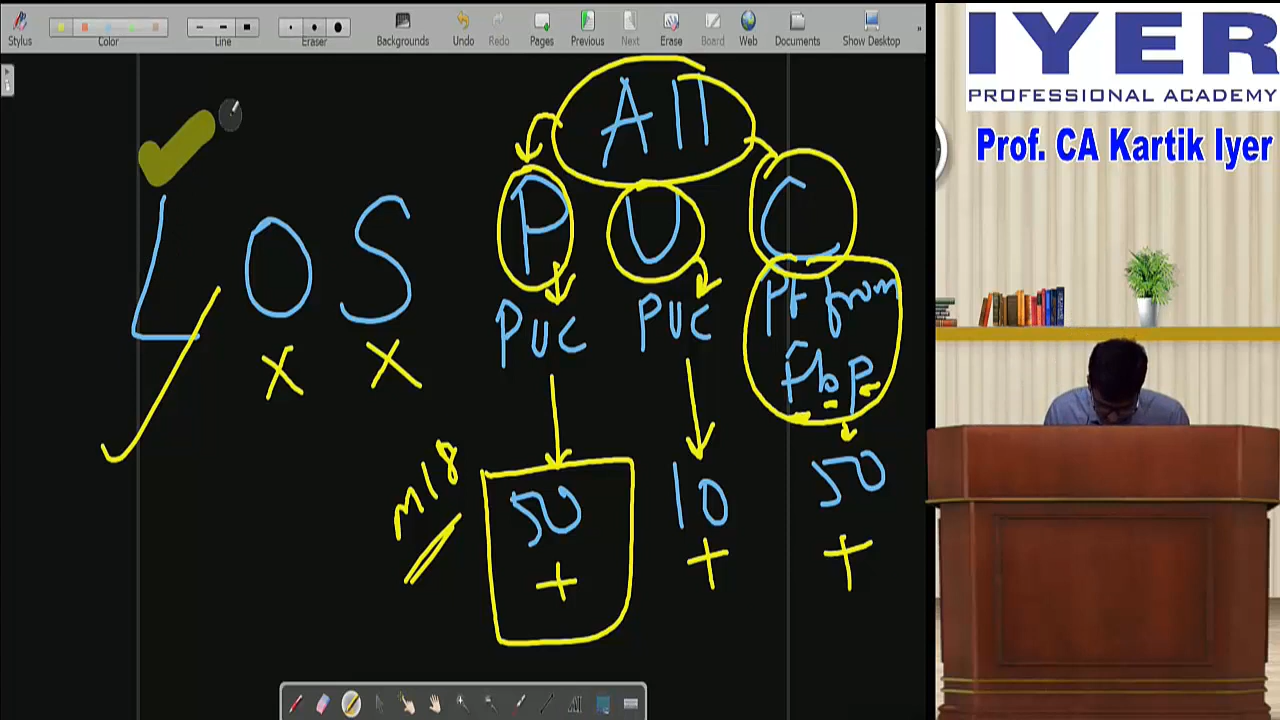 Stylus
Color
Line
Eraser
Backgrounds
Undo
Redo
Pages
Previous
Next
Erase
Board
Web
Documents
Show Desktop
»
IYER
PROFESSIONAL ACADEMY
Prof. CA Kartik Iyer
All
L O S
P U C
PUC PUC Pf from
Fbp
X X
M18
50 10 50
+ + +